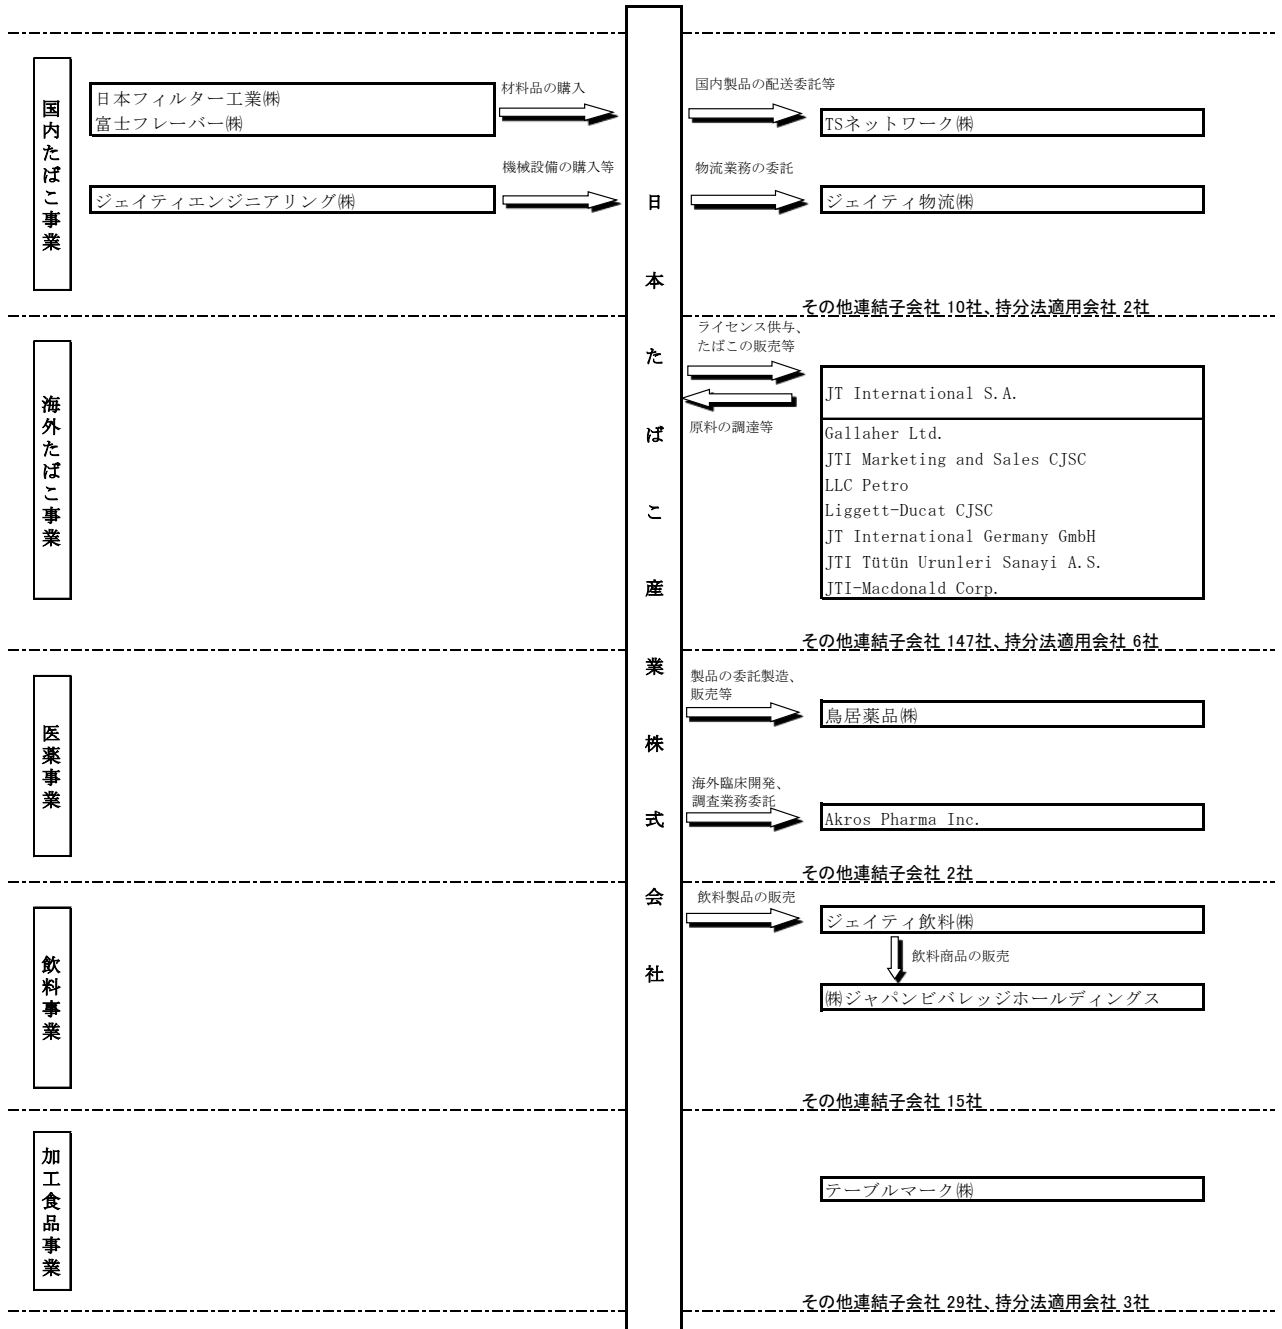 日本たばこ産業株式会社
国内たばこ事業
日本フィルター工業㈱
富士フレーバー㈱
材料品の購入
ジェイティエンジニアリング㈱
機械設備の購入等
国内製品の配送委託等
TSネットワーク㈱
物流業務の委託
ジェイティ物流㈱
その他連結子会社 10社、持分法適用会社 2社
海外たばこ事業
ライセンス供与、
たばこの販売等
原料の調達等
JT International S.A.
Gallaher Ltd.
JTI Marketing and Sales CJSC
LLC Petro
Liggett-Ducat CJSC
JT International Germany GmbH
JTI Tütün Urunleri Sanayi A.S.
JTI-Macdonald Corp.
その他連結子会社 147社、持分法適用会社 6社
医薬事業
製品の委託製造、
販売等
鳥居薬品㈱
海外臨床開発、
調査業務委託
Akros Pharma Inc.
その他連結子会社 2社
飲料事業
飲料製品の販売
ジェイティ飲料㈱
飲料商品の販売
㈱ジャパンビバレッジホールディングス
その他連結子会社 15社
加工食品事業
テーブルマーク㈱
その他連結子会社 29社、持分法適用会社 3社